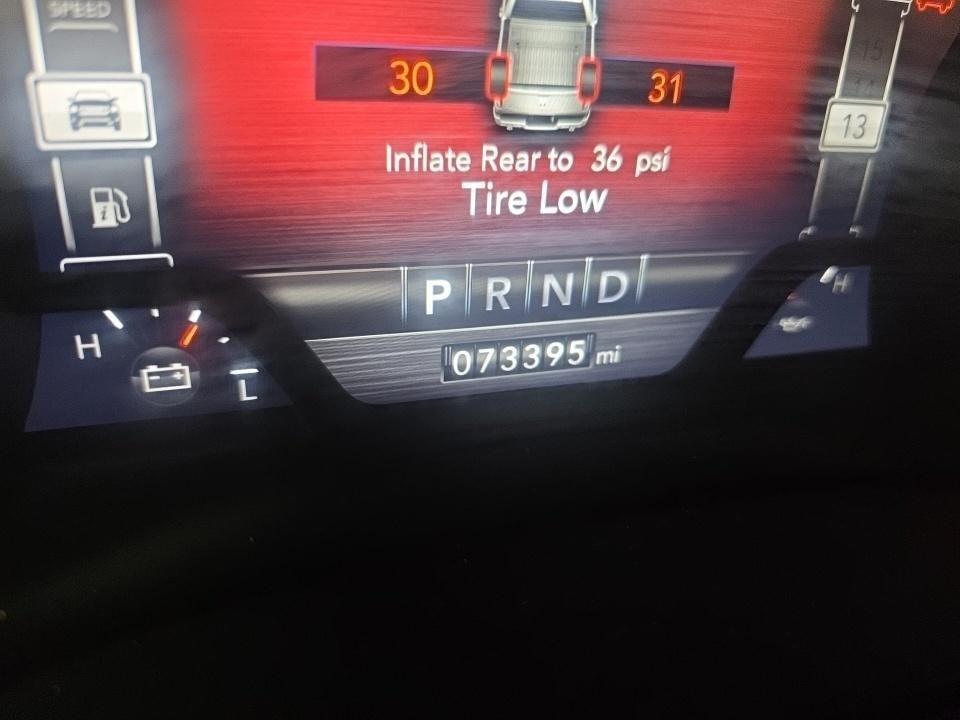 SPEED
15
30
31
13
Inflate Rear to 36 psi
Tire Low
P R N D
H
H
073395 mi
L